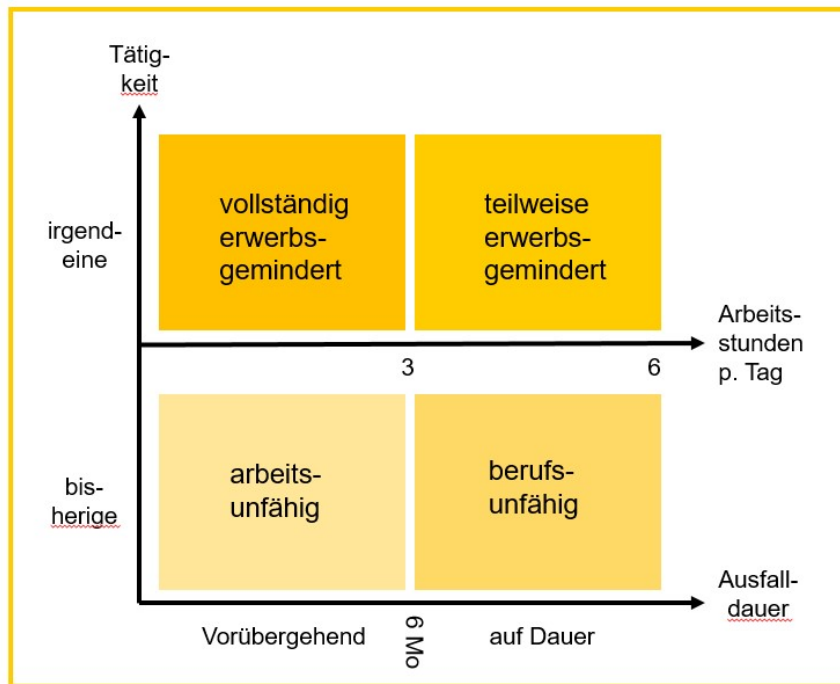 Tätig-
keit
irgend-
eine
vollständig
erwerbs-
gemindert
teilweise
erwerbs-
gemindert
Arbeits-
stunden
p. Tag
3
6
bis-
herige
arbeits-
unfähig
berufs-
unfähig
Ausfall-
dauer
Vorübergehend
6 Mo
auf Dauer